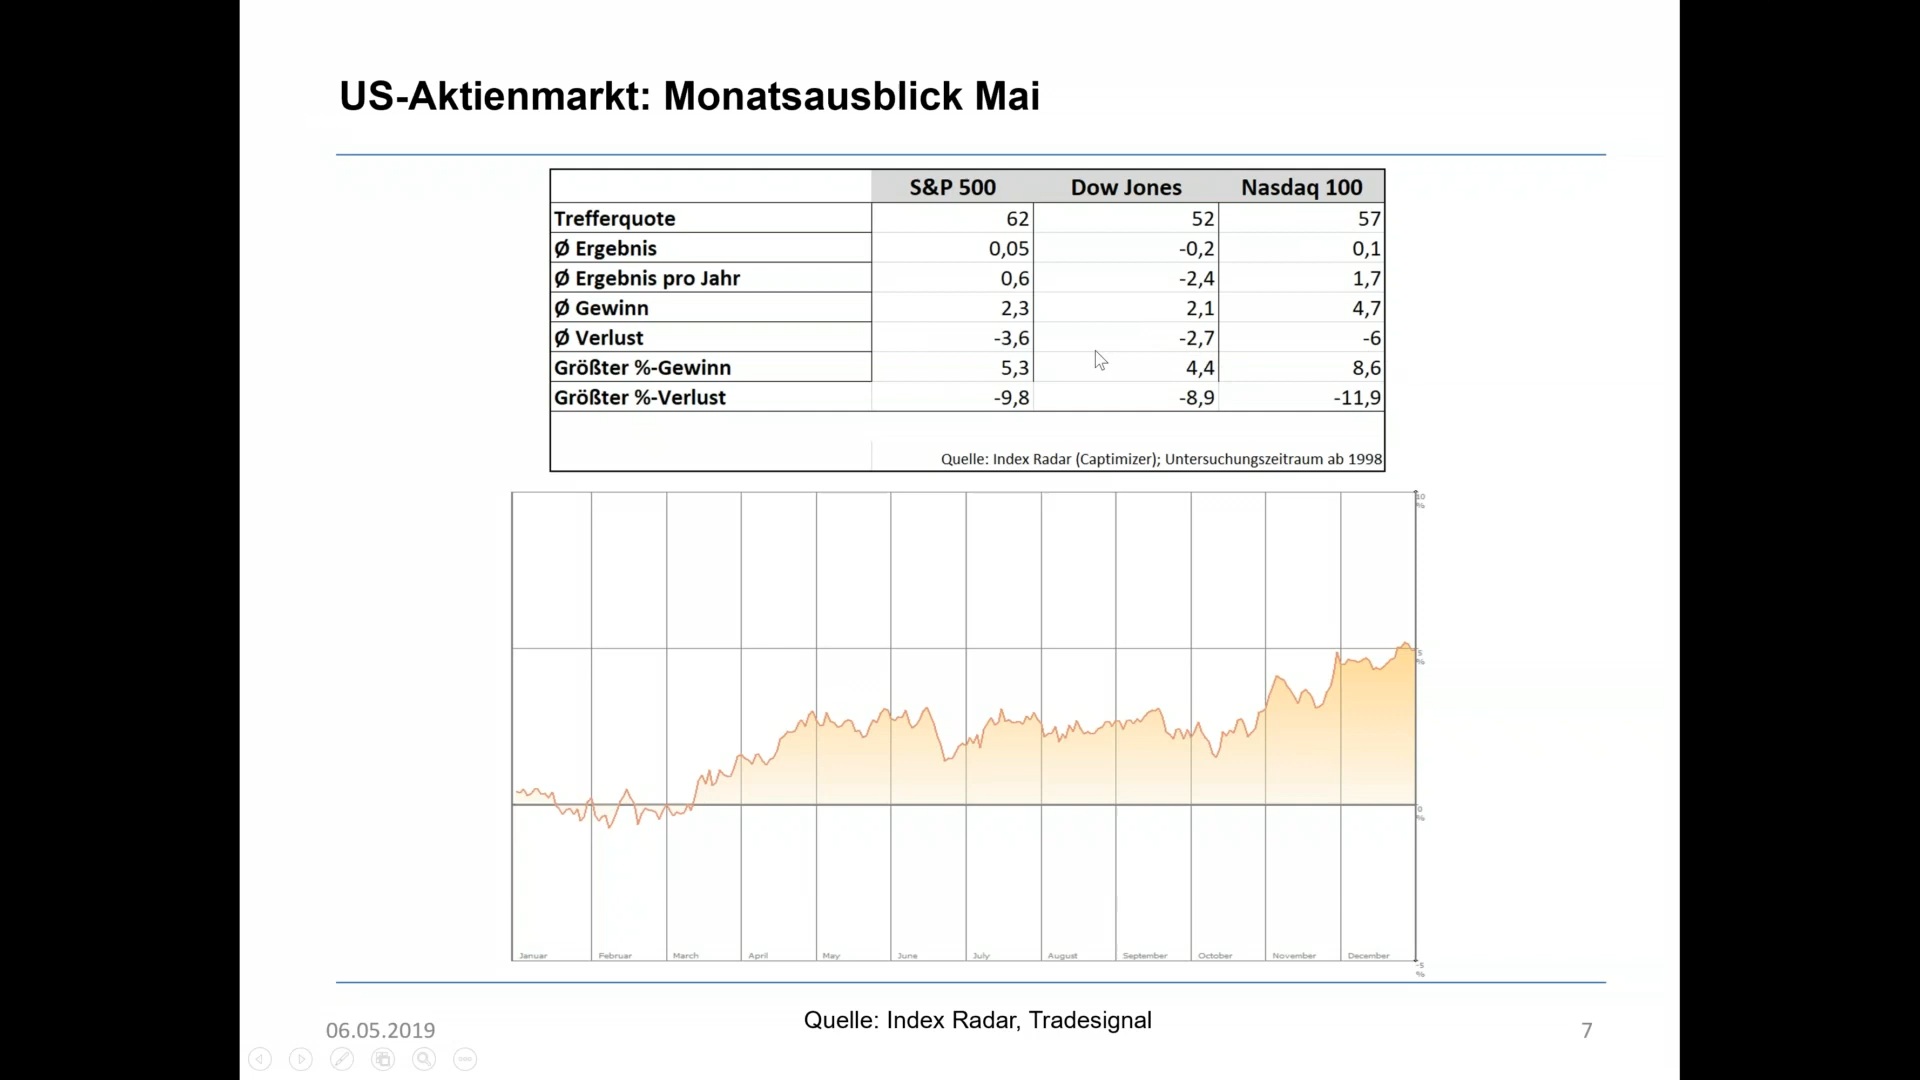 US-Aktienmarkt: Monatsausblick Mai
S&P 500 Dow Jones Nasdaq 100
Trefferquote 62 52 57
Ø Ergebnis 0,05 -0,2 0,1
Ø Ergebnis pro Jahr 0,6 -2,4 1,7
Ø Gewinn 2,3 2,1 4,7
Ø Verlust -3,6 -2,7 -6
Größter %-Gewinn 5,3 4,4 8,6
Größter %-Verlust -9,8 -8,9 -11,9
Quelle: Index Radar (Captimizer); Untersuchungszeitraum ab 1998
10
%
5
%
0
%
-5
%
Januar Februar March April May June July August September October November December
Quelle: Index Radar, Tradesignal
06.05.2019
7